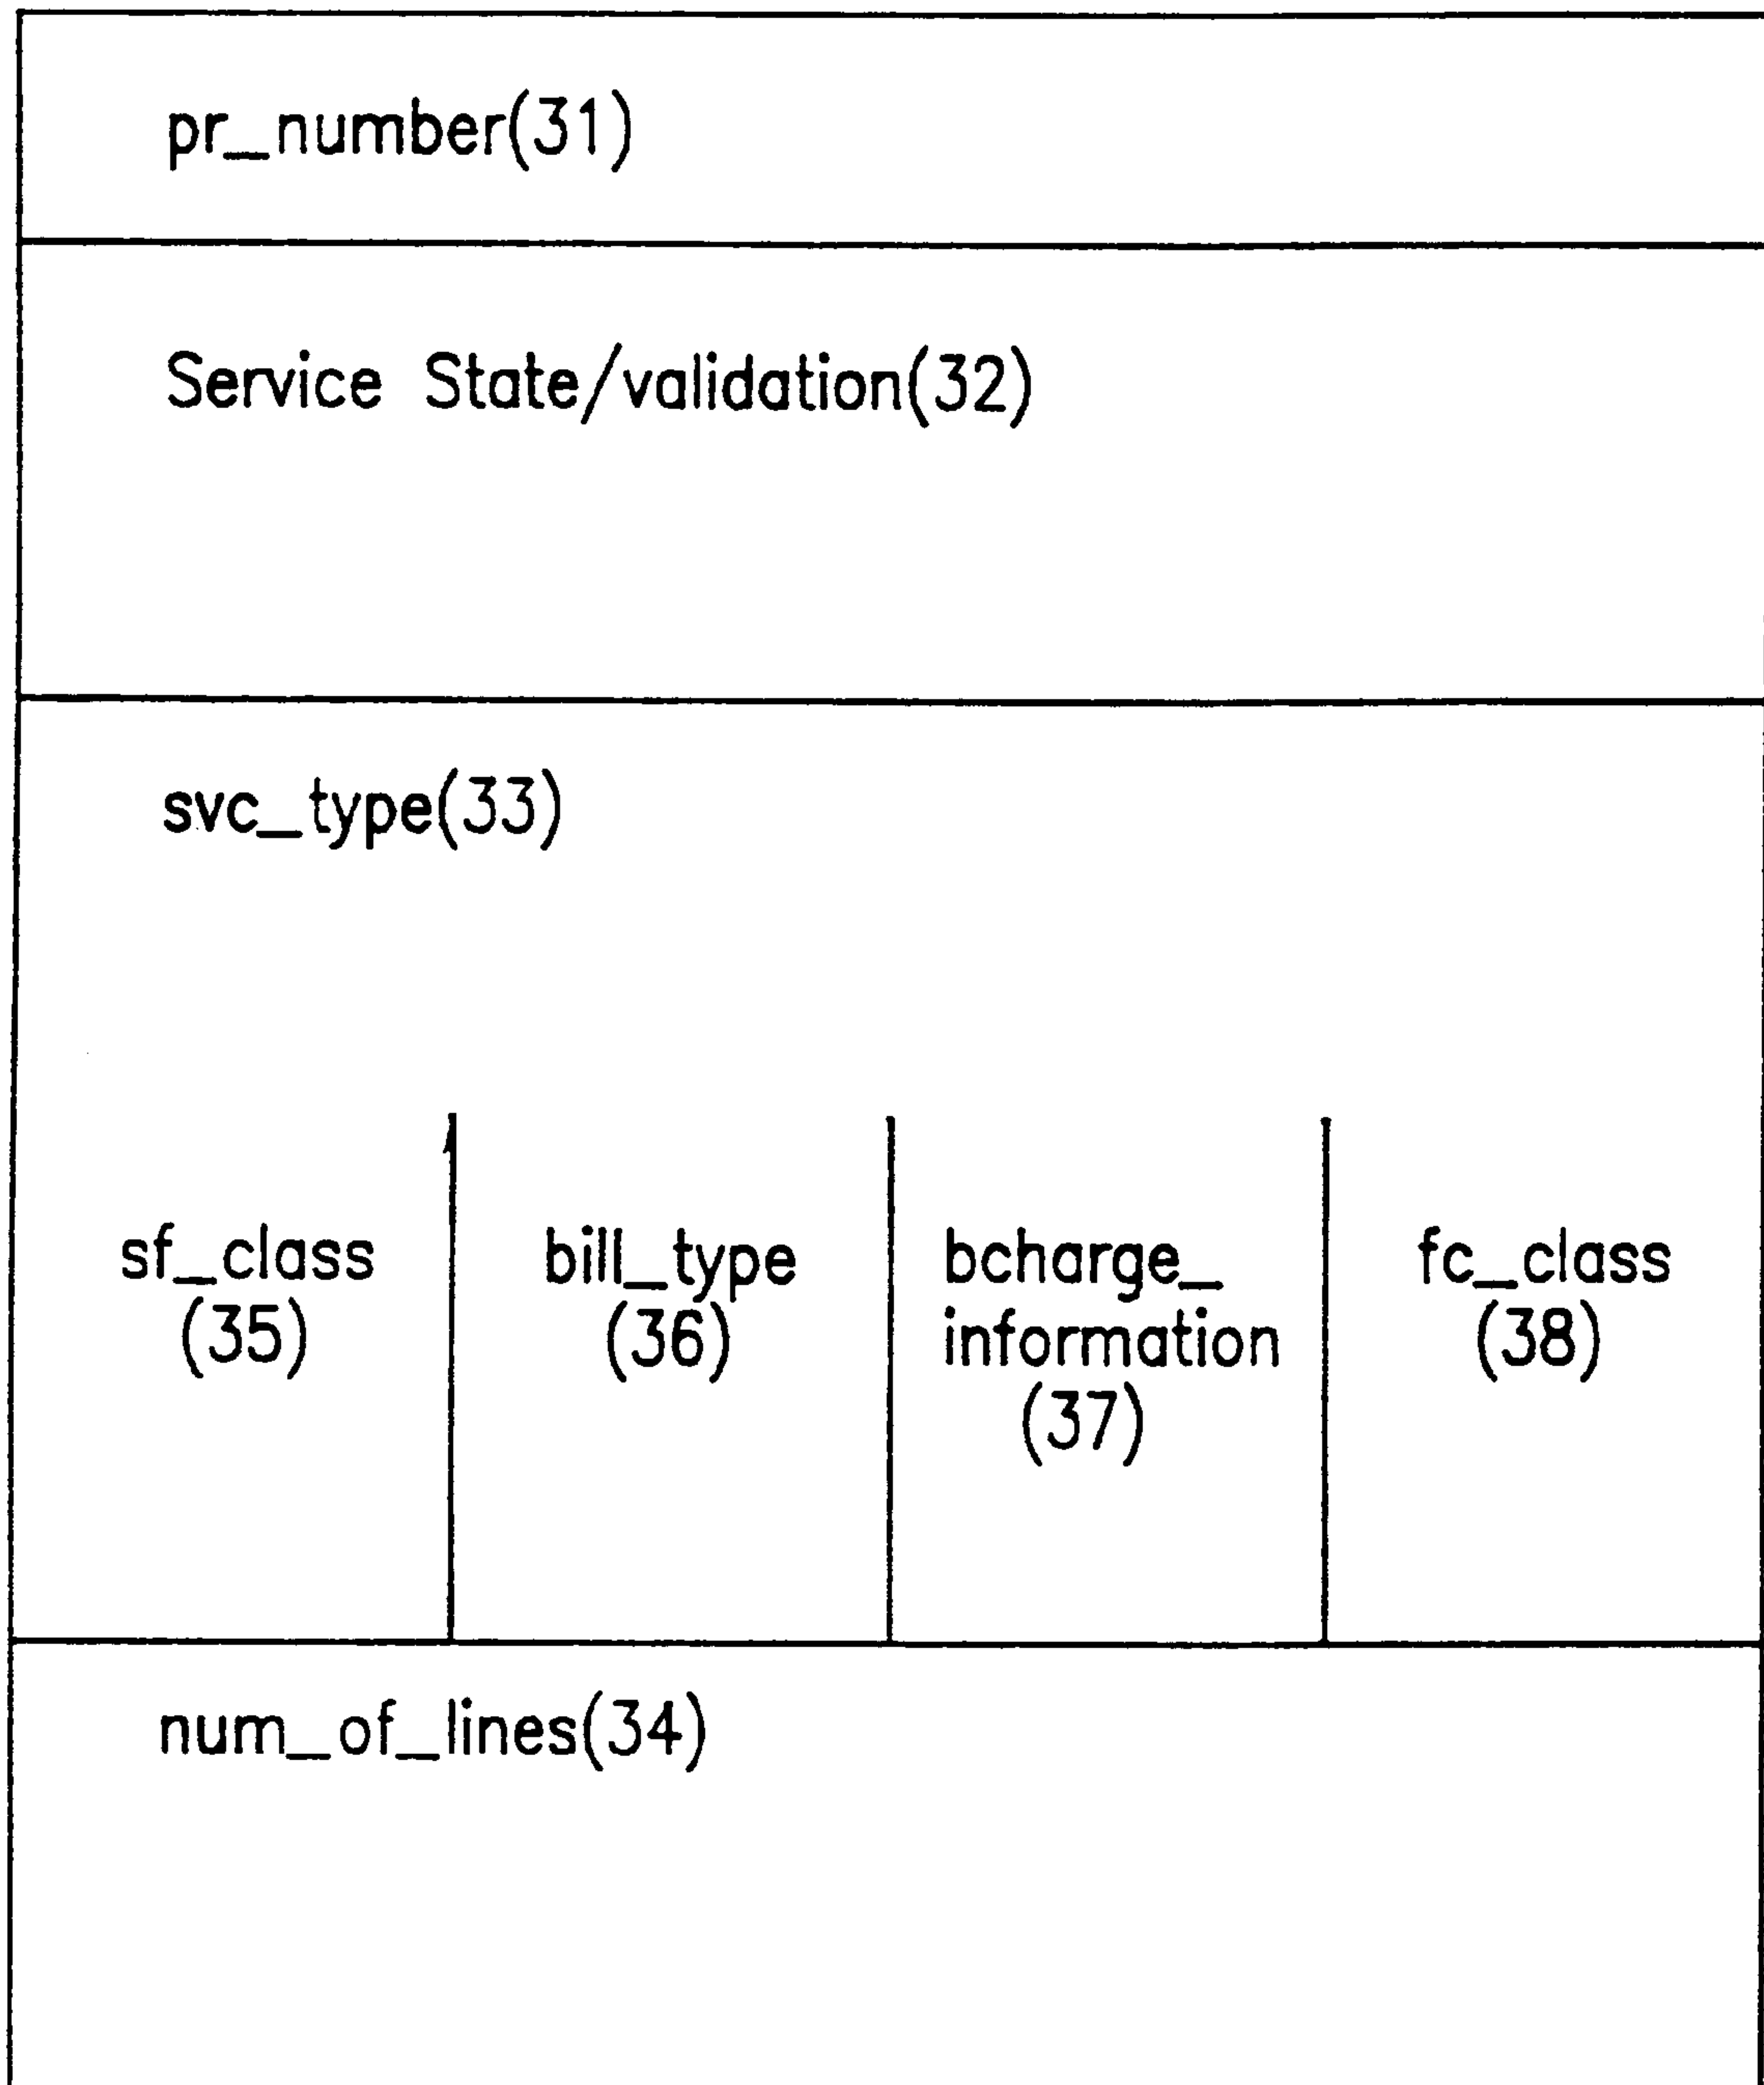 pr_number(31)
Service State/validation(32)
svc_type(33)
sf_class
(35)
bill_type
(36)
bcharge_
information
(37)
fc_class
(38)
num_of_lines(34)